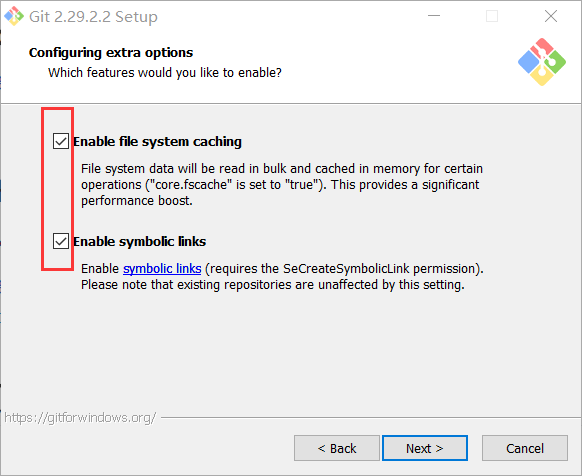 Git 2.29.2.2 Setup
Configuring extra options
Which features would you like to enable?
Enable file system caching
File system data will be read in bulk and cached in memory for certain
operations ("core.fscache" is set to "true"). This provides a significant
performance boost.
Enable symbolic links
Enable symbolic links (requires the SeCreateSymbolicLink permission).
Please note that existing repositories are unaffected by this setting.
https://gitforwindows.org/
< Back
Next >
Cancel